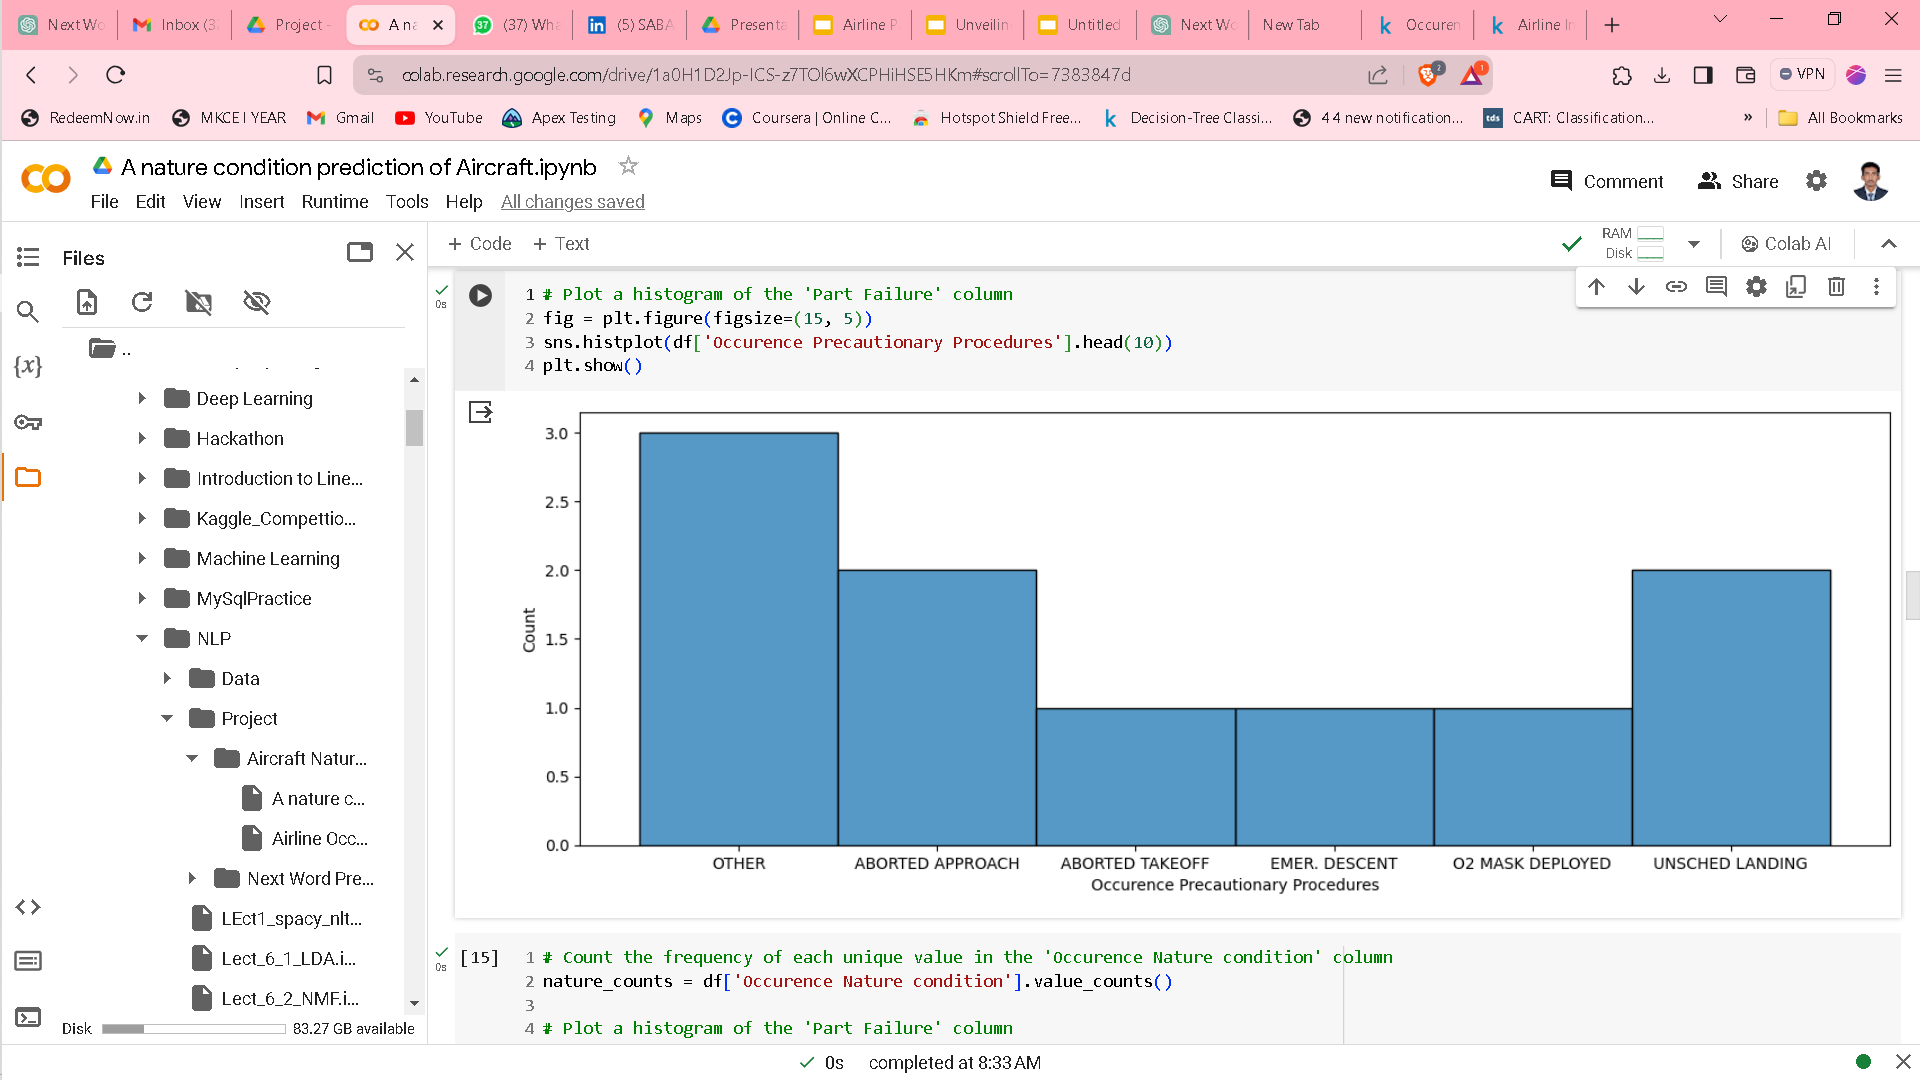 Next Wo
Inbox (3
Project -
A na
(37) Wha
(5) SABA
Presenta
Airline P
Unveilin
Untitled
Next Wo
New Tab
Occuren
Airline In
colab.research.google.com/drive/1a0H1D2Jp-ICS-z7TOl6wXCPHiHSE5HKm#scrollTo=7383847d
2
1
VPN
RedeemNow.in
MKCE I YEAR
Gmail
YouTube
Apex Testing
Maps
Coursera | Online C...
Hotspot Shield Free...
Decision-Tree Classi...
4 4 new notification...
tds
CART: Classification...
»
All Bookmarks
A nature condition prediction of Aircraft.ipynb
Comment
Share
File Edit View Insert Runtime Tools Help All changes saved
Files
+ Code + Text
RAM
Disk
Colab AI
..
Deep Learning
Hackathon
Introduction to Line...
Kaggle_Compettio...
Machine Learning
MySqlPractice
NLP
Data
Project
Aircraft Natur...
A nature c...
Airline Occ...
Next Word Pre...
LEct1_spacy_nlt...
Lect_6_1_LDA.i...
Lect_6_2_NMF.i...
Disk
83.27 GB available
{x}
0s
1 # Plot a histogram of the 'Part Failure' column
2 fig = plt.figure(figsize=(15, 5))
3 sns.histplot(df['Occurence Precautionary Procedures'].head(10))
4 plt.show()
3.0
2.5
2.0
1.5
1.0
0.5
0.0
Count
OTHER
ABORTED APPROACH
ABORTED TAKEOFF
EMER. DESCENT
O2 MASK DEPLOYED
UNSCHED LANDING
Occurence Precautionary Procedures
0s
[15]
1 # Count the frequency of each unique value in the 'Occurence Nature condition' column
2 nature_counts = df['Occurence Nature condition'].value_counts()
3
4 # Plot a histogram of the 'Part Failure' column
0s completed at 8:33 AM